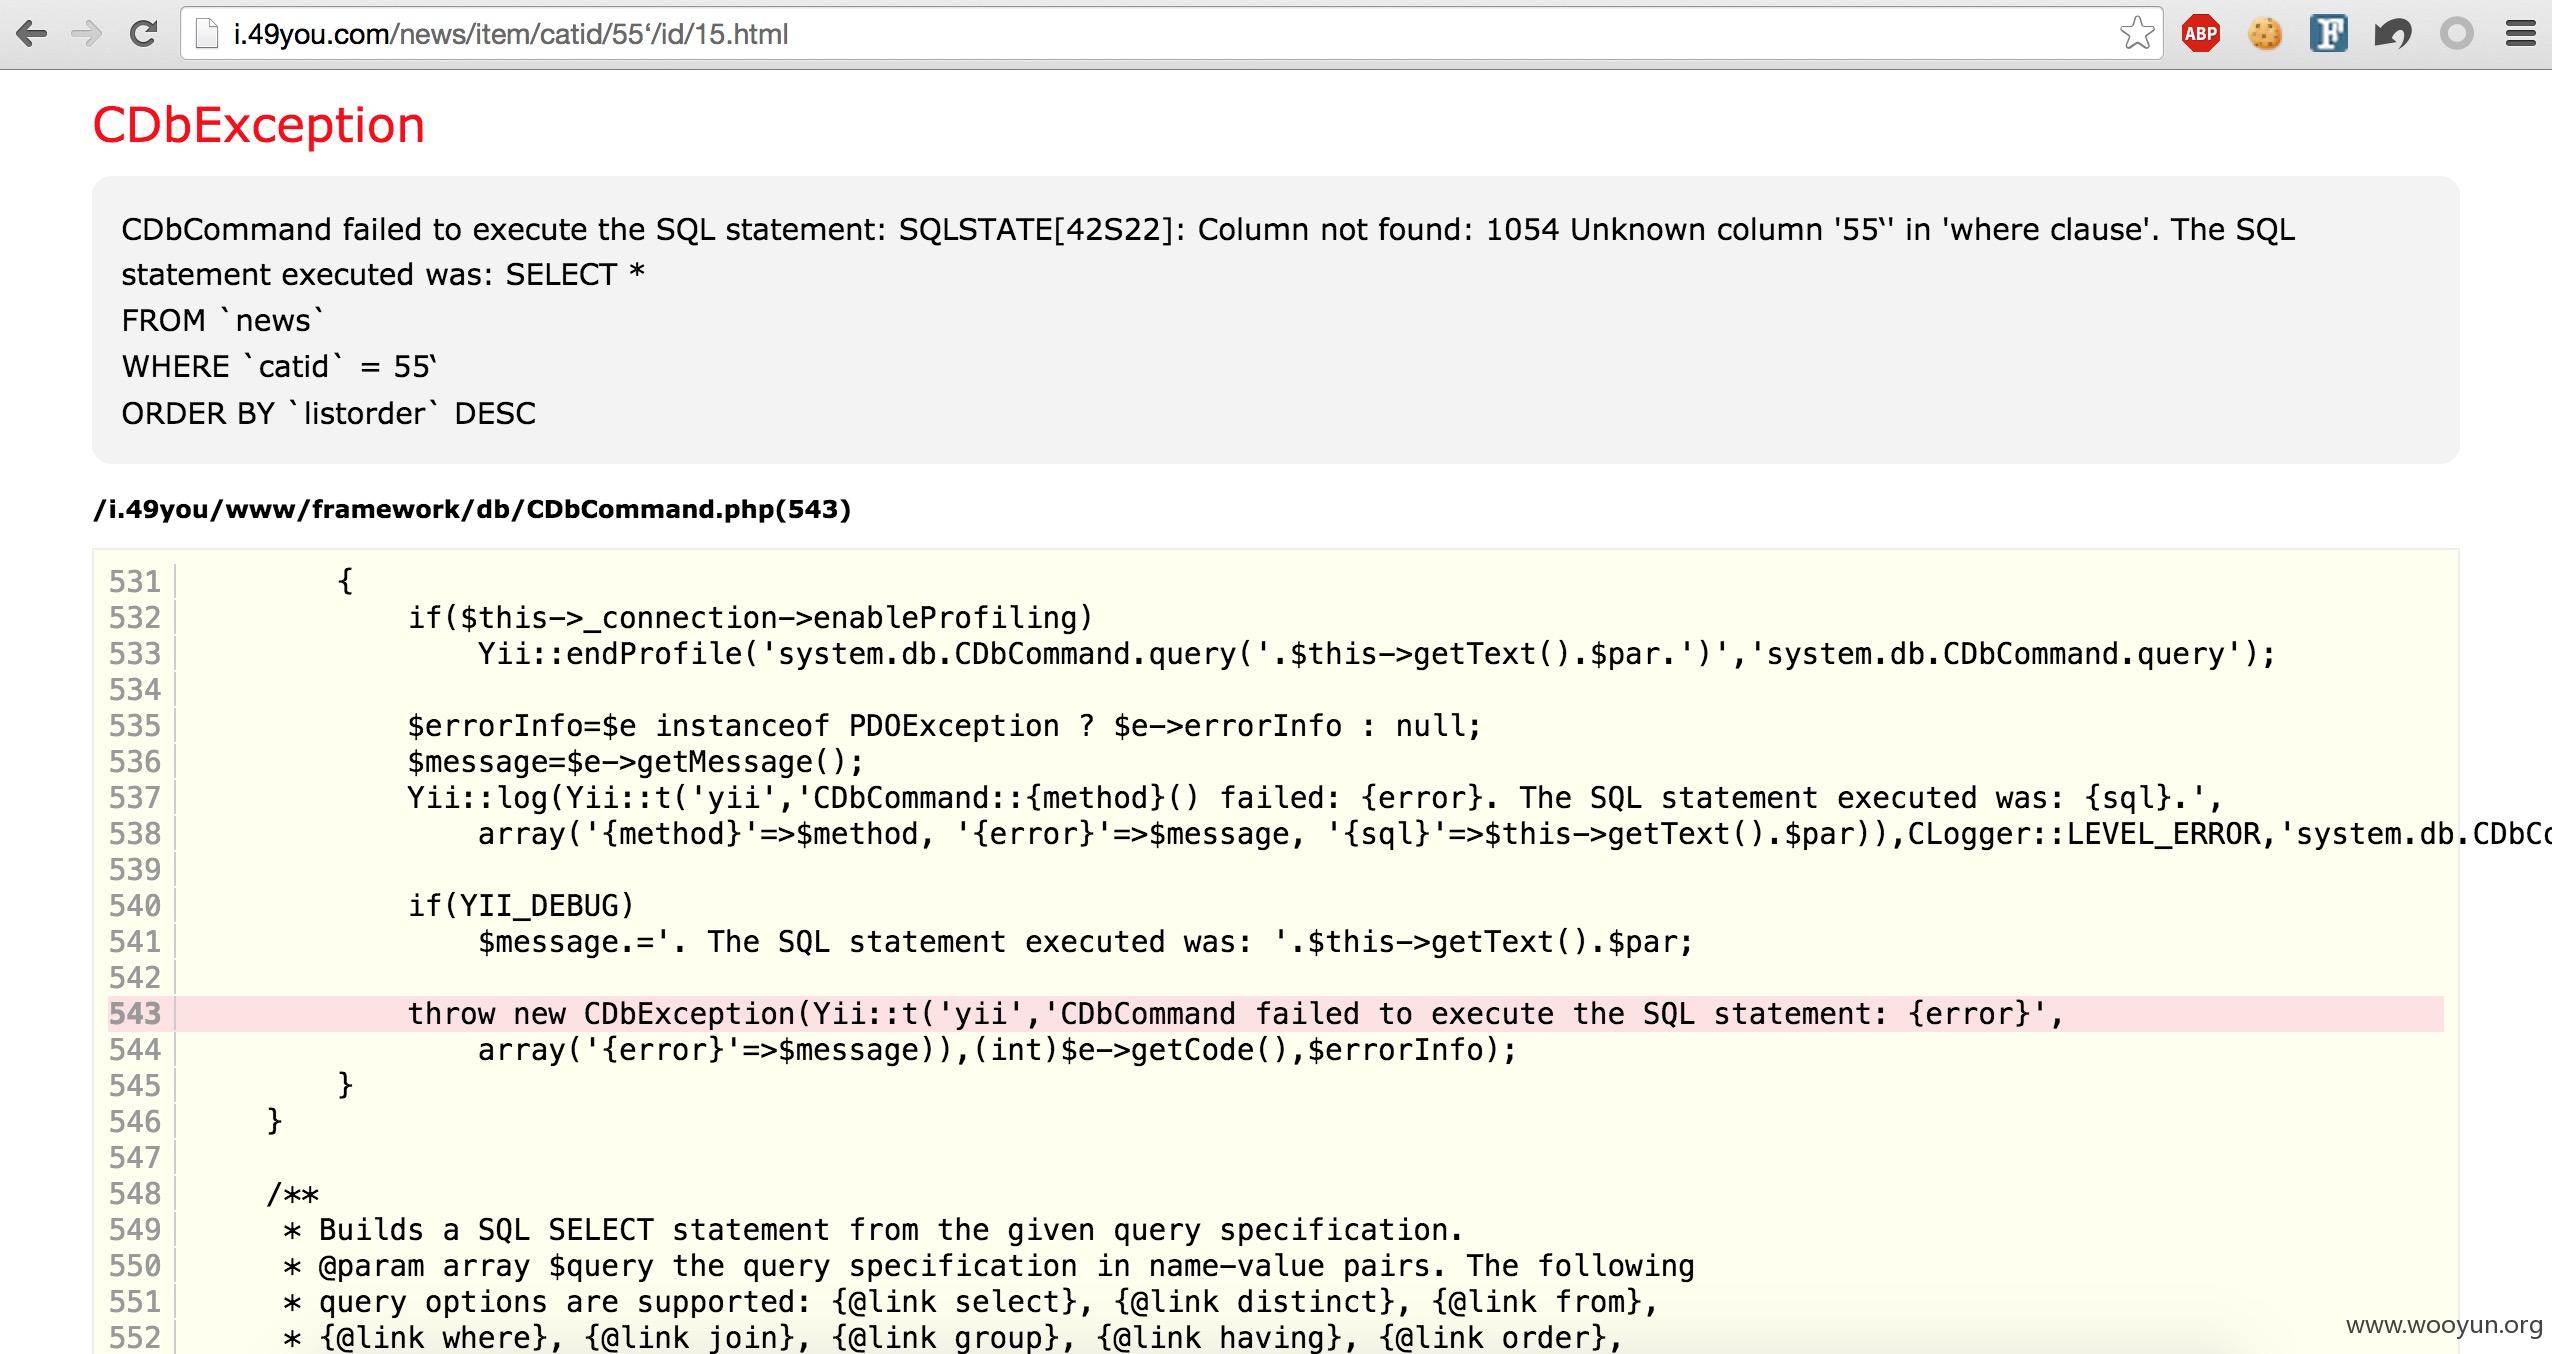 i.49you.com/news/item/catid/55‘/id/15.html
ABP
F
CDbException
CDbCommand failed to execute the SQL statement: SQLSTATE[42S22]: Column not found: 1054 Unknown column '55‘' in 'where clause'. The SQL
statement executed was: SELECT *
FROM `news`
WHERE `catid` = 55‘
ORDER BY `listorder` DESC
/i.49you/www/framework/db/CDbCommand.php(543)
531 {
532 if($this->_connection->enableProfiling)
533 Yii::endProfile('system.db.CDbCommand.query('.$this->getText().$par.')','system.db.CDbCommand.query');
534
535 $errorInfo=$e instanceof PDOException ? $e->errorInfo : null;
536 $message=$e->getMessage();
537 Yii::log(Yii::t('yii','CDbCommand::{method}() failed: {error}. The SQL statement executed was: {sql}.',
538 array('{method}'=>$method, '{error}'=>$message, '{sql}'=>$this->getText().$par)),CLogger::LEVEL_ERROR,'system.db.CDbC
539
540 if(YII_DEBUG)
541 $message.='. The SQL statement executed was: '.$this->getText().$par;
542
543 throw new CDbException(Yii::t('yii','CDbCommand failed to execute the SQL statement: {error}',
544 array('{error}'=>$message)),(int)$e->getCode(),$errorInfo);
545 }
546 }
547
548 /**
549 * Builds a SQL SELECT statement from the given query specification.
550 * @param array $query the query specification in name-value pairs. The following
551 * query options are supported: {@link select}, {@link distinct}, {@link from},
552 * {@link where}, {@link join}, {@link group}, {@link having}, {@link order},
www.wooyun.org